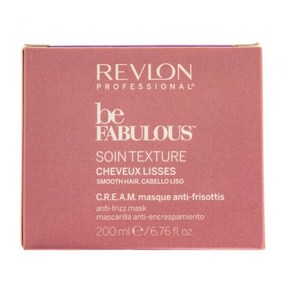 REVLON
PROFESSIONAL
be
FABULOUS™
SOIN TEXTURE
CHEVEUX LISSES
SMOOTH HAIR. CABELLO LISO
C.R.E.A.M. masque anti-frisottis
anti-frizz mask
mascarilla anti-encrespamiento
200 ml℮/6.76 fl.oz.